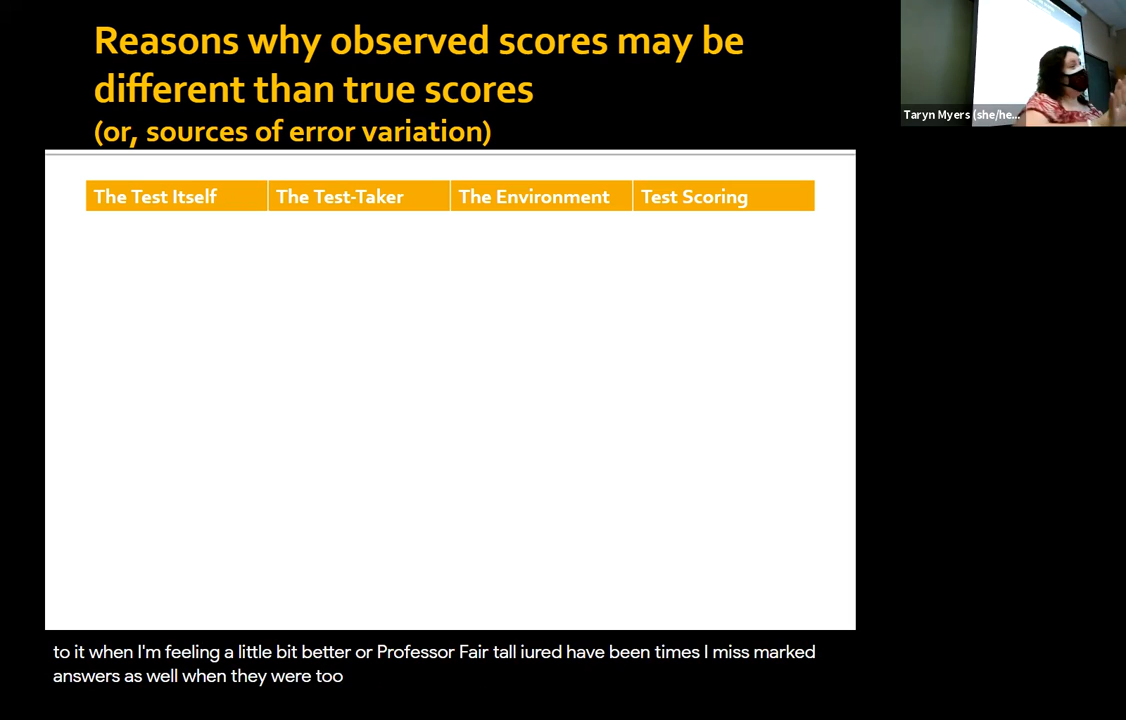 Reasons why observed scores may be
different than true scores
(or, sources of error variation)
Taryn Myers (she/he...
The Test Itself
The Test-Taker
The Environment
Test Scoring
to it when I'm feeling a little bit better or Professor Fair tall iured have been times I miss marked
answers as well when they were too